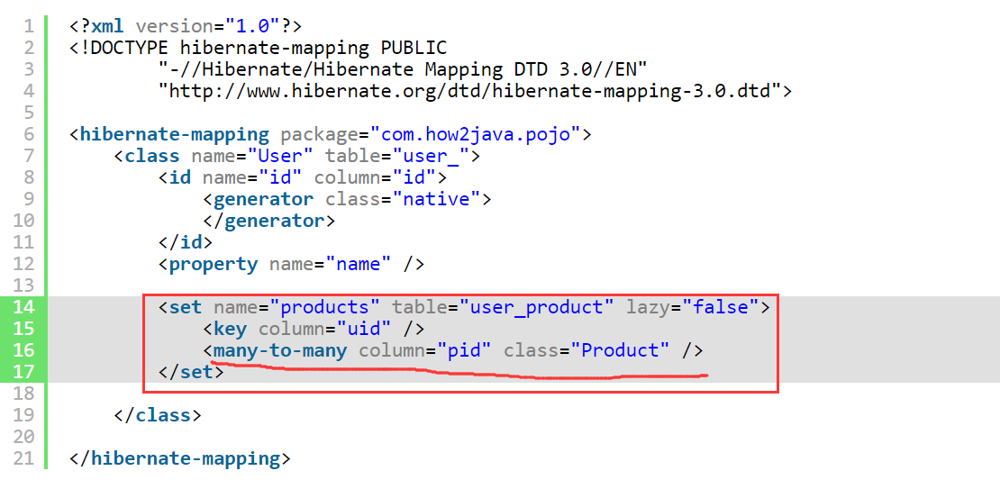 1 <?xml version="1.0"?>
2 <!DOCTYPE hibernate-mapping PUBLIC
3         "-//Hibernate/Hibernate Mapping DTD 3.0//EN"
4         "http://www.hibernate.org/dtd/hibernate-mapping-3.0.dtd">
5
6 <hibernate-mapping package="com.how2java.pojo">
7     <class name="User" table="user_">
8         <id name="id" column="id">
9             <generator class="native">
10             </generator>
11         </id>
12         <property name="name" />
13
14         <set name="products" table="user_product" lazy="false">
15             <key column="uid" />
16             <many-to-many column="pid" class="Product" />
17         </set>
18
19     </class>
20
21 </hibernate-mapping>